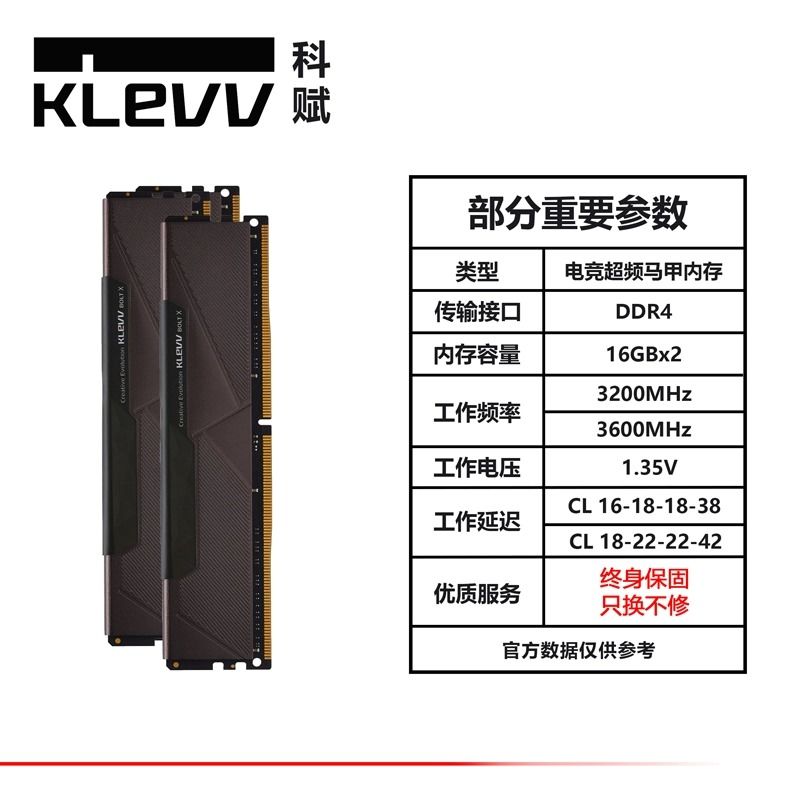 KLEVV 科赋
部分重要参数
类型 电竞超频马甲内存
传输接口 DDR4
内存容量 16GBx2
工作频率 3200MHz
3600MHz
工作电压 1.35V
工作延迟 CL 16-18-18-38
CL 18-22-22-42
优质服务 终身保固
只换不修
官方数据仅供参考
Creative Evolution KLEVV BOLT X
Creative Evolution KLEVV BOLT X